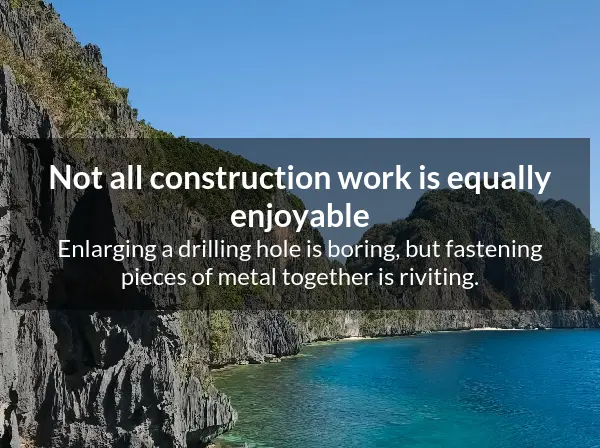 Not all construction work is equally
enjoyable
Enlarging a drilling hole is boring, but fastening
pieces of metal together is riviting.